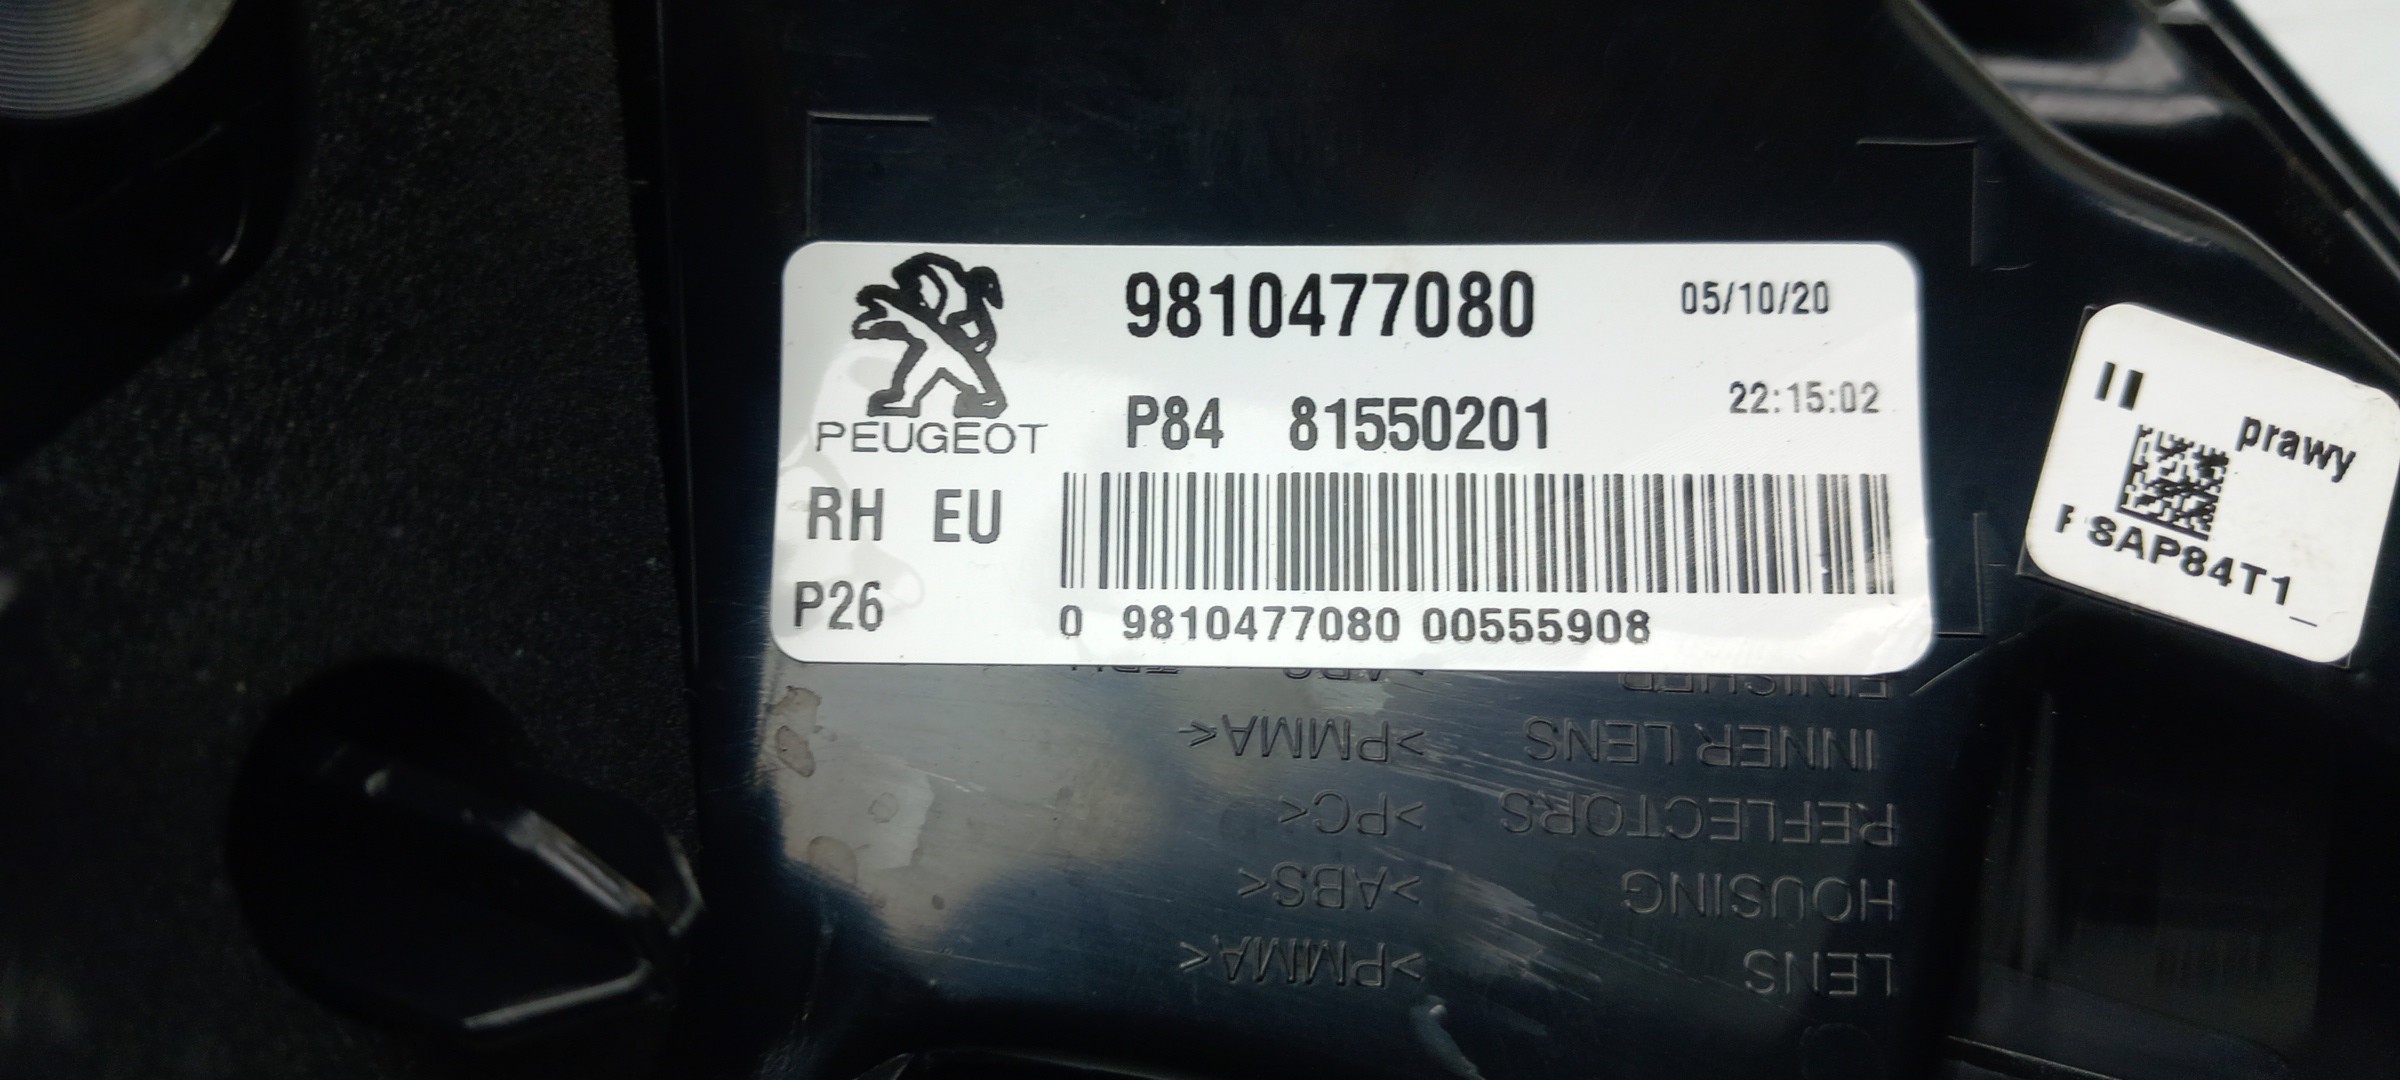 9810477080 05/10/20
PEUGEOT P84 81550201 22:15:02
RH EU
P26
0 9810477080 00555908
prawy
SAP84T1_
FINISHER
INNER LENS >PMMA<
REFLECTORS >PC<
HOUSING >ABS<
LENS >PMMA<